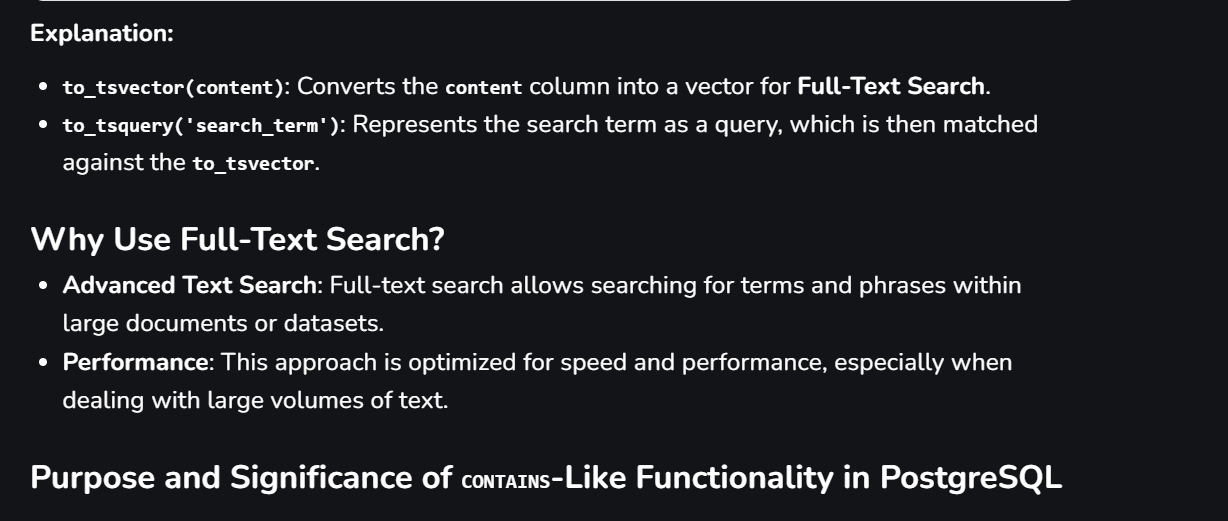 Explanation:
to_tsvector(content): Converts the content column into a vector for Full-Text Search.
to_tsquery('search_term'): Represents the search term as a query, which is then matched
against the to_tsvector.
Why Use Full-Text Search?
Advanced Text Search: Full-text search allows searching for terms and phrases within
large documents or datasets.
Performance: This approach is optimized for speed and performance, especially when
dealing with large volumes of text.
Purpose and Significance of CONTAINS-Like Functionality in PostgreSQL